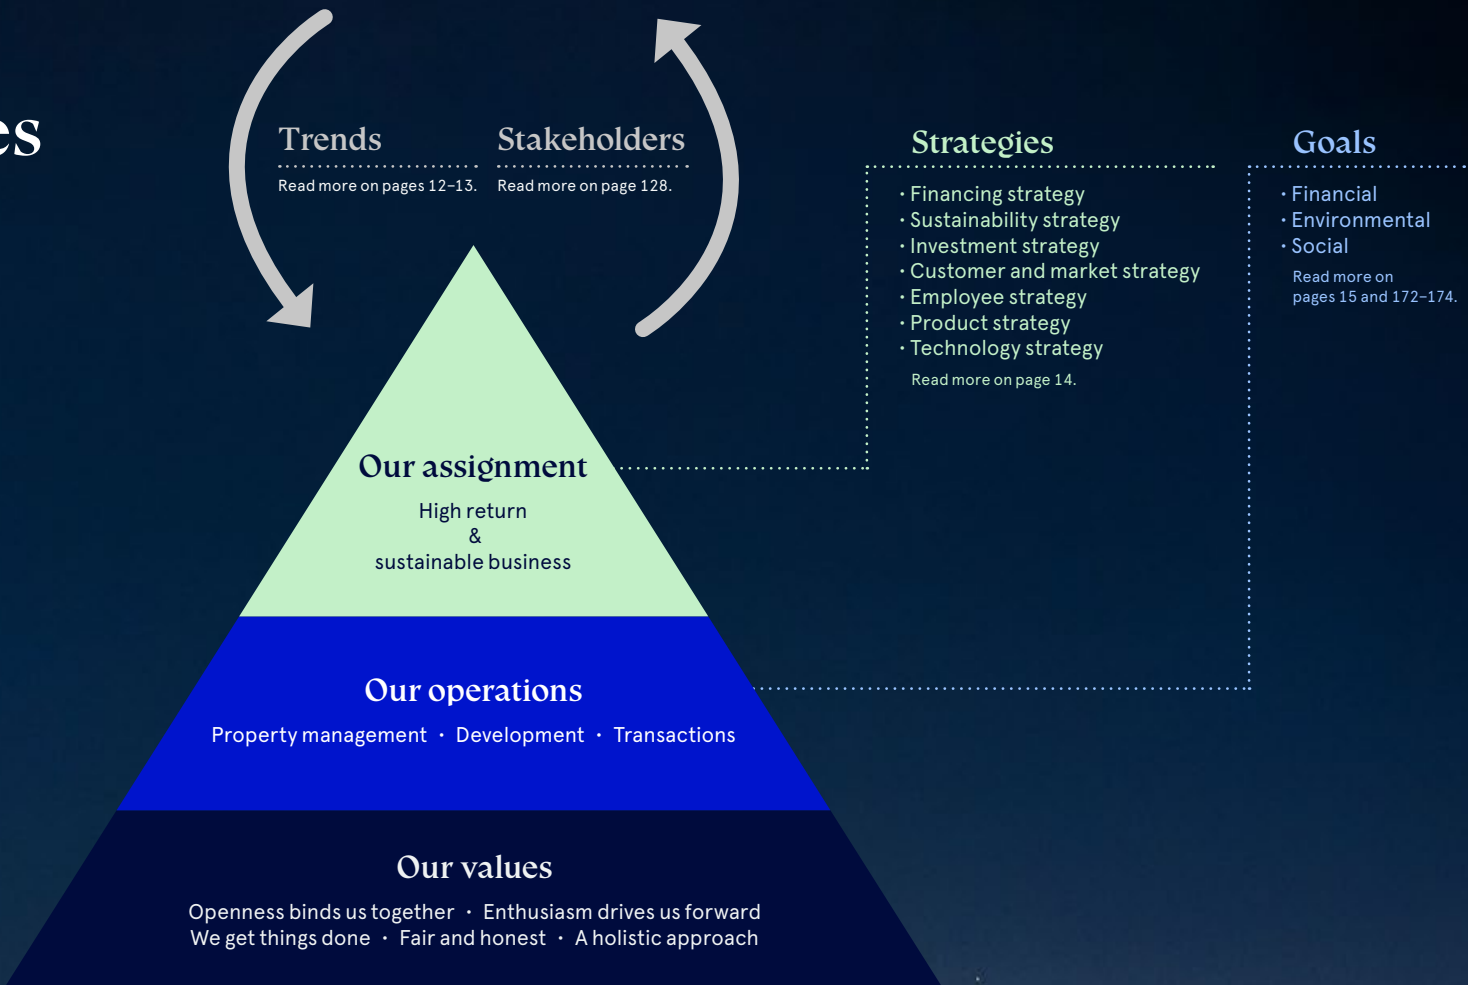 es
Trends
Read more on pages 12–13.
Stakeholders
Read more on page 128.
Strategies
· Financing strategy
· Sustainability strategy
· Investment strategy
· Customer and market strategy
· Employee strategy
· Product strategy
· Technology strategy
Read more on page 14.
Goals
· Financial
· Environmental
· Social
Read more on
pages 15 and 172–174.
Our assignment
High return
&
sustainable business
Our operations
Property management · Development · Transactions
Our values
Openness binds us together · Enthusiasm drives us forward
We get things done · Fair and honest · A holistic approach